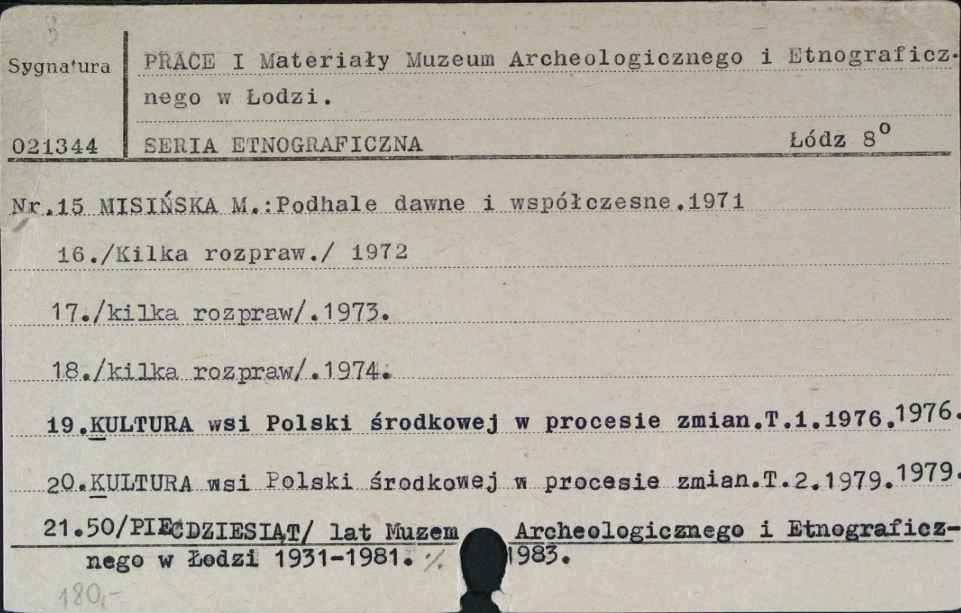 Sygnatura PRACE I Materiały Muzeum Archeologicznego i Etnograficz-
nego w Łodzi.
021344 SERIA ETNOGRAFICZNA Łódz 8°
Nr.15 MISIŃSKA M.:Podhale dawne i współczesne.1971
16./Kilka rozpraw./ 1972
17./kilka rozpraw/.1973.
18./kilka rozpraw/.1974.
19.KULTURA wsi Polski środkowej w procesie zmian.T.1.1976.1976.
20.KULTURA wsi Polski środkowej w procesie zmian.T.2.1979.1979.
21.50/PIEĆDZIESIĄT/ lat Muzem Archeologicznego i Etnograficz-
nego w Łodzi 1931-1981. 1983.
180,-